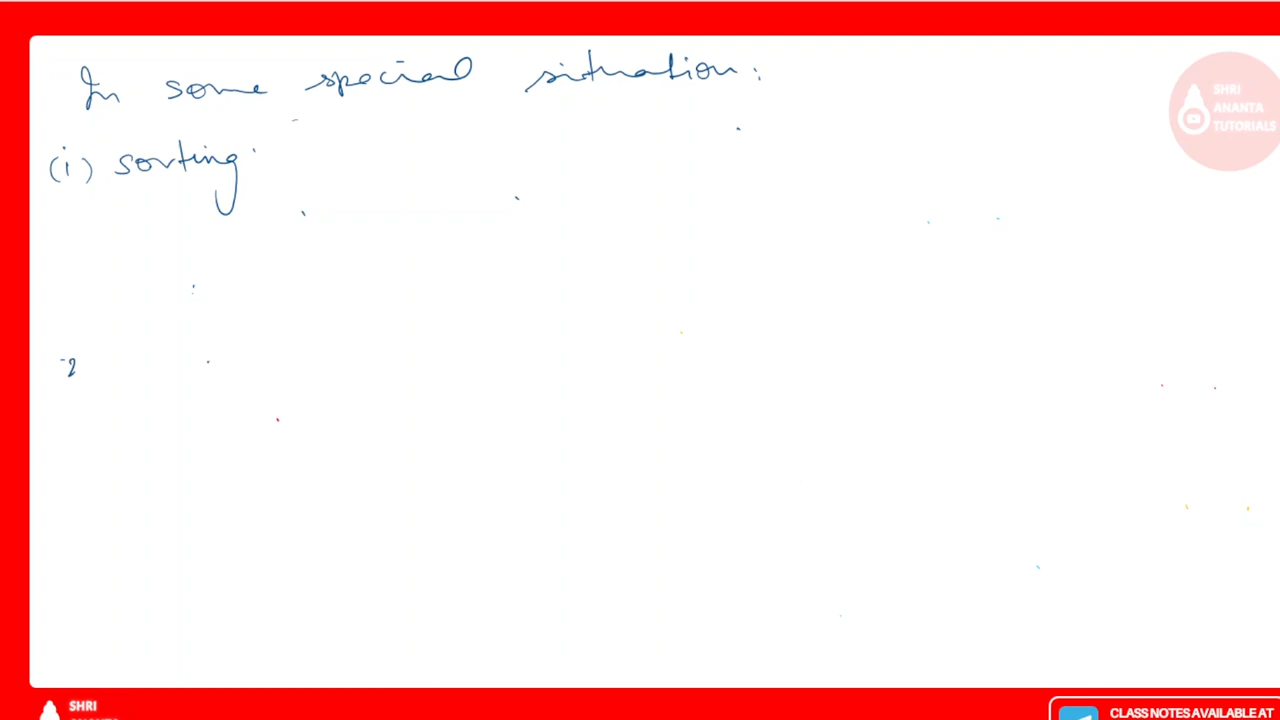 In some special situation:
(i) sorting
SHRI
ANANTA
TUTORIALS
SHRI
CLASS NOTES AVAILABLE AT